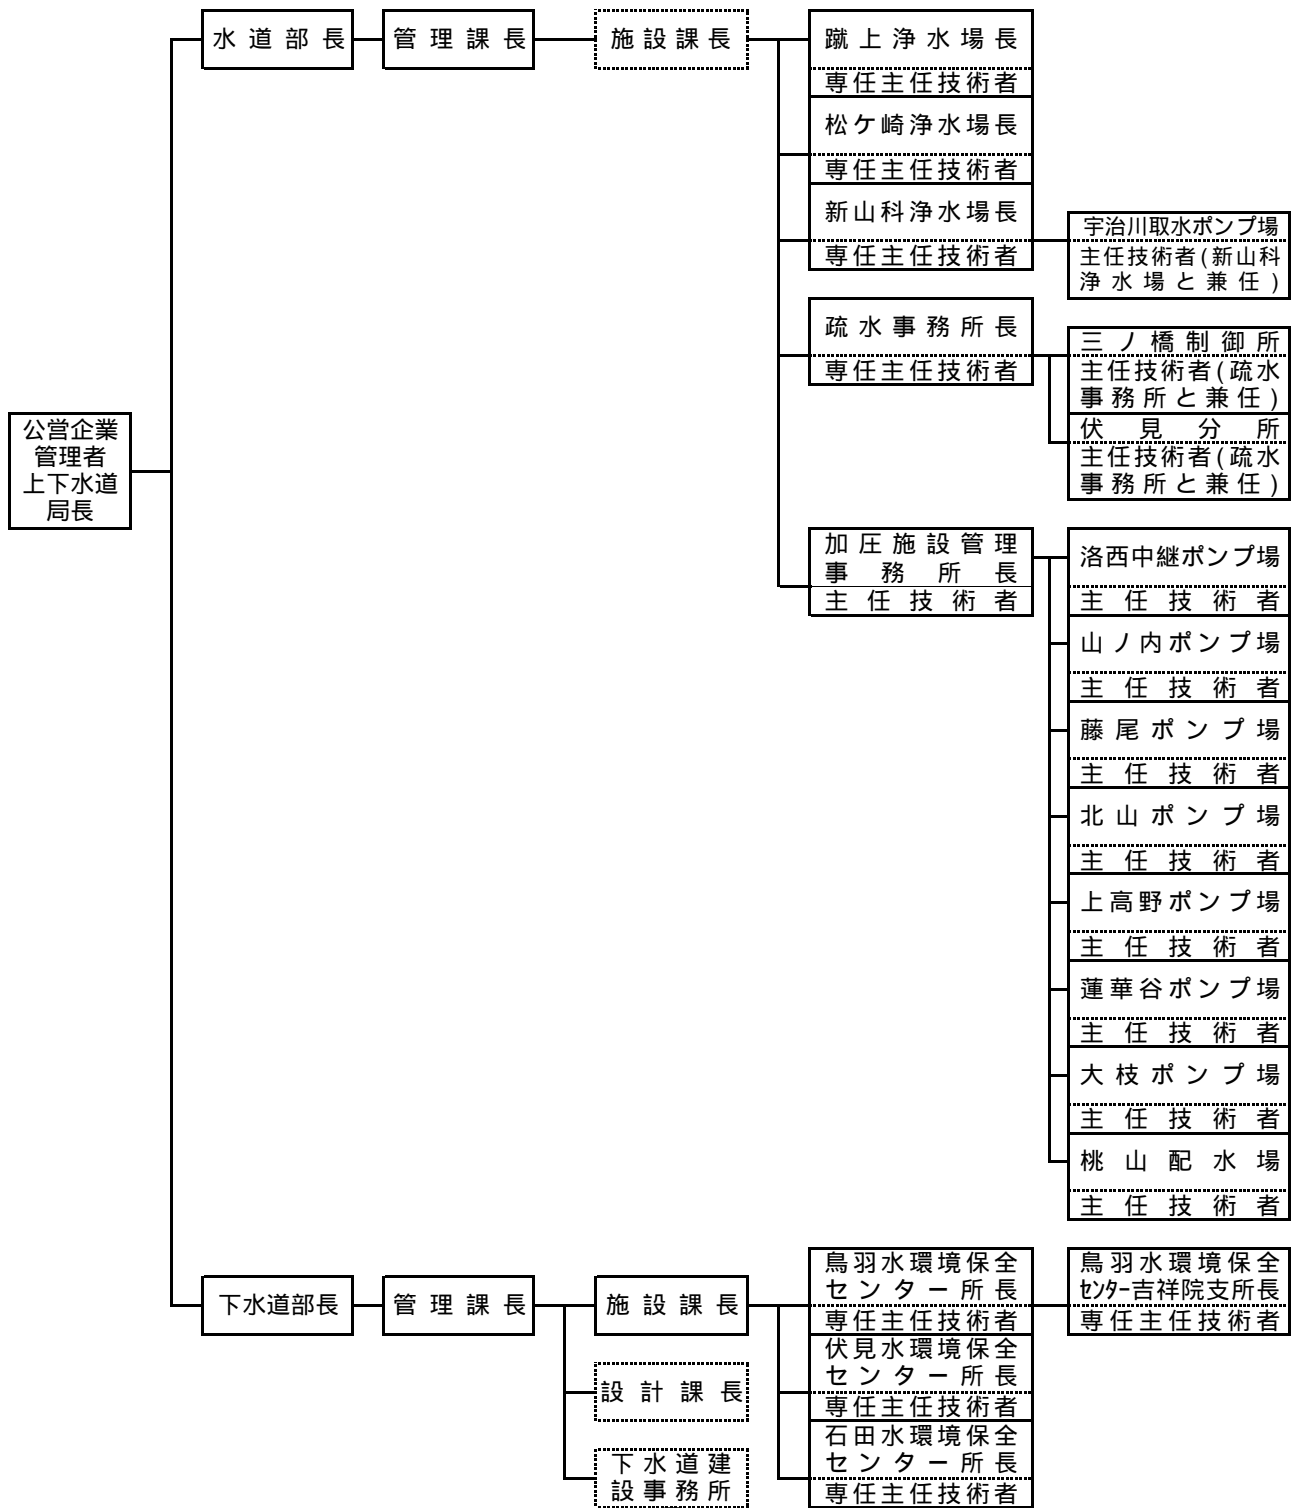 水道部長
管理課長
施設課長
蹴上浄水場長
専任主任技術者
松ケ崎浄水場長
専任主任技術者
新山科浄水場長
専任主任技術者
宇治川取水ポンプ場
主任技術者(新山科
浄水場と兼任)
疏水事務所長
専任主任技術者
三ノ橋制御所
主任技術者(疏水
事務所と兼任)
伏見分所
主任技術者(疏水
事務所と兼任)
公営企業
管理者
上下水道
局長
加圧施設管理
事務所長
主任技術者
洛西中継ポンプ場
主任技術者
山ノ内ポンプ場
主任技術者
藤尾ポンプ場
主任技術者
北山ポンプ場
主任技術者
上高野ポンプ場
主任技術者
蓮華谷ポンプ場
主任技術者
大枝ポンプ場
主任技術者
桃山配水場
主任技術者
下水道部長
管理課長
施設課長
鳥羽水環境保全
センター所長
専任主任技術者
鳥羽水環境保全
センター吉祥院支所長
専任主任技術者
設計課長
伏見水環境保全
センター所長
専任主任技術者
下水道建
設事務所
石田水環境保全
センター所長
専任主任技術者